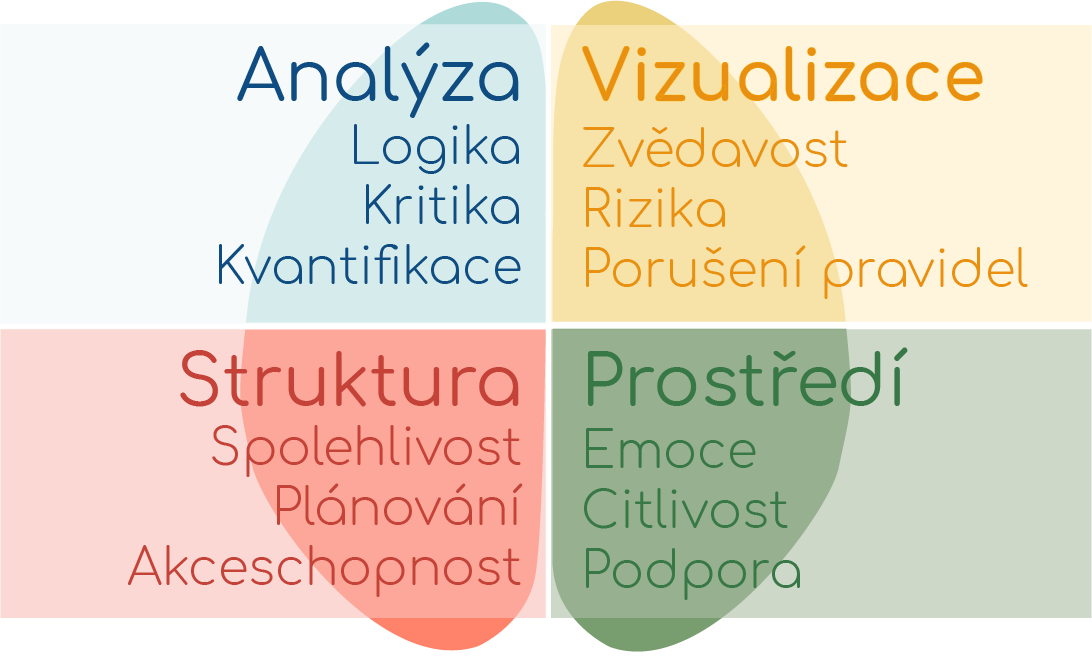 Analýza
Logika
Kritika
Kvantifikace
Vizualizace
Zvědavost
Rizika
Porušení pravidel
Struktura
Spolehlivost
Plánování
Akceschopnost
Prostředí
Emoce
Citlivost
Podpora